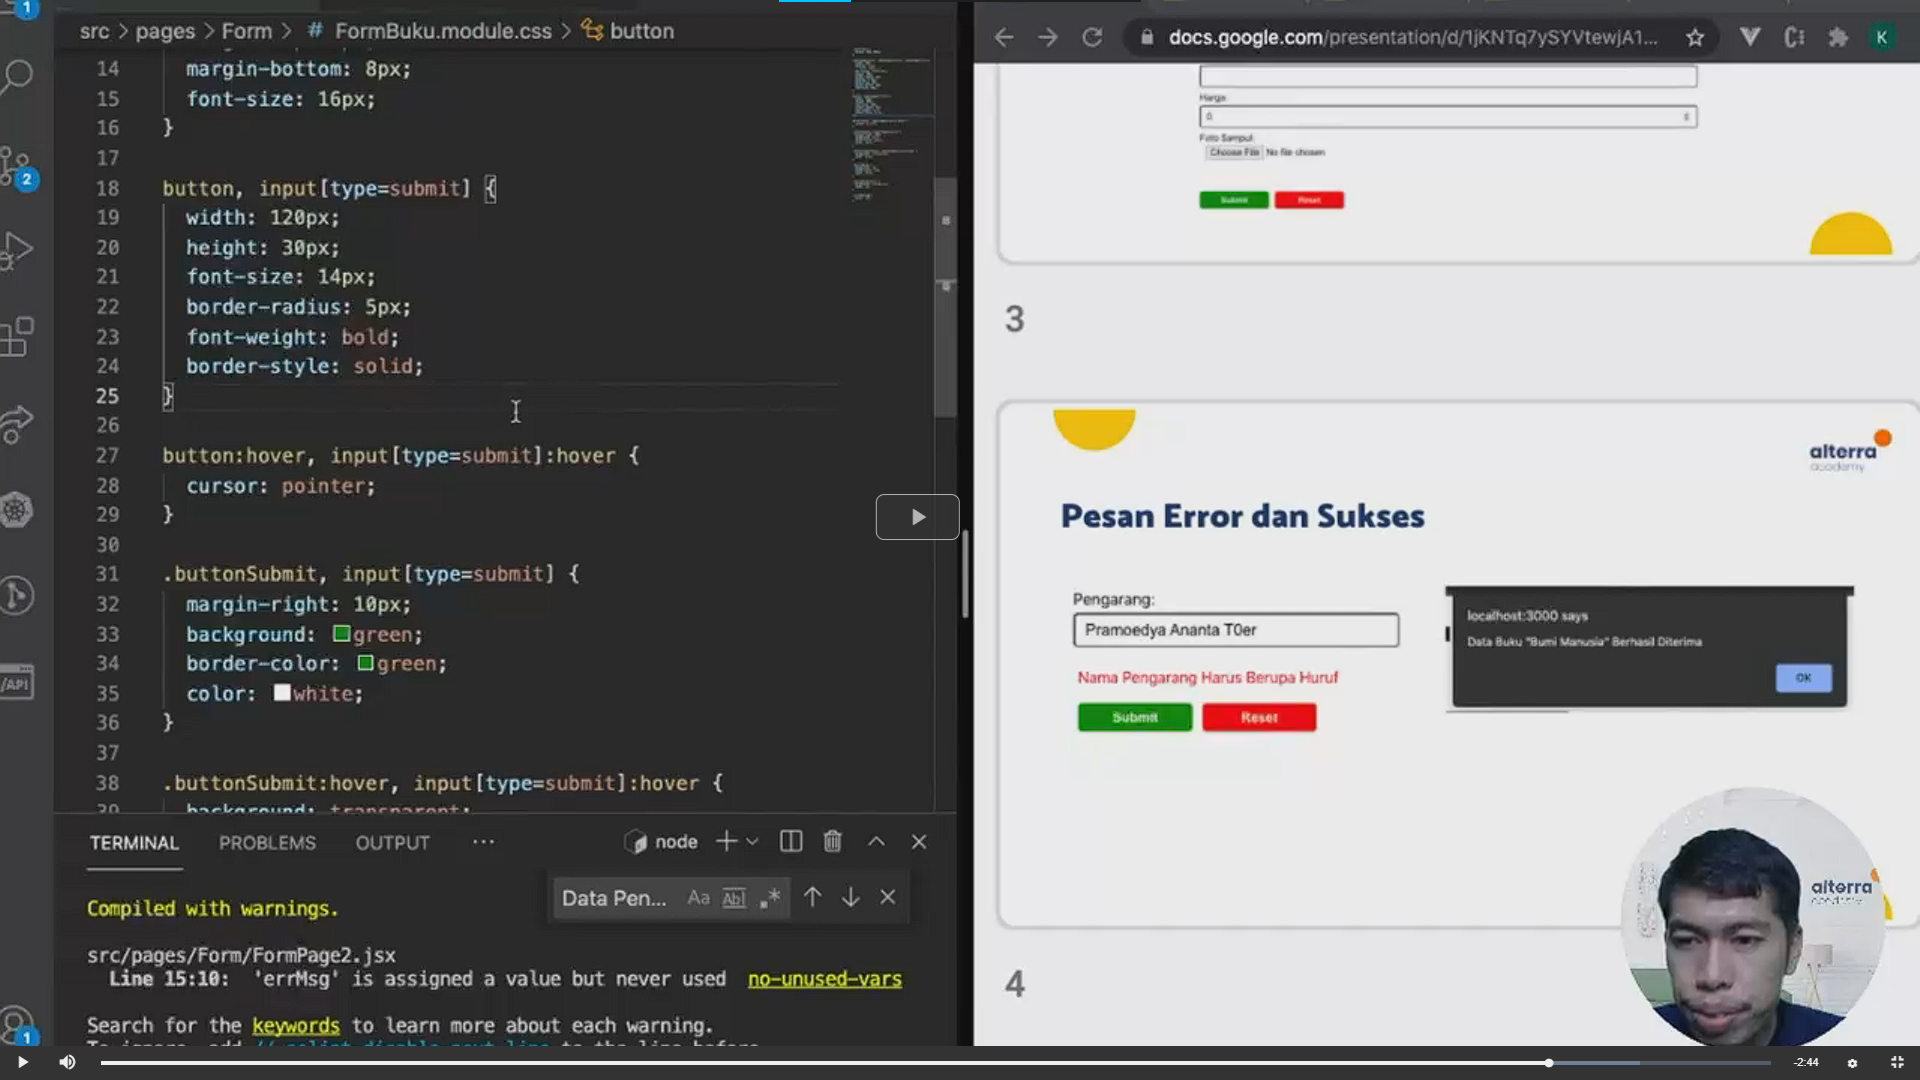 1
src > pages > Form > # FormBuku.module.css > button
14 margin-bottom: 8px;
15 font-size: 16px;
16 }
17
18 button, input[type=submit] {
19 width: 120px;
20 height: 30px;
21 font-size: 14px;
22 border-radius: 5px;
23 font-weight: bold;
24 border-style: solid;
25 }
26
27 button:hover, input[type=submit]:hover {
28 cursor: pointer;
29 }
30
31 .buttonSubmit, input[type=submit] {
32 margin-right: 10px;
33 background: green;
34 border-color: green;
35 color: white;
36 }
37
38 .buttonSubmit:hover, input[type=submit]:hover {
39 background: transparent;
2
/API
1
TERMINAL PROBLEMS OUTPUT ··· node
Data Pen... Aa Abl .*
Compiled with warnings.
src/pages/Form/FormPage2.jsx
Line 15:10: 'errMsg' is assigned a value but never used no-unused-vars
Search for the keywords to learn more about each warning.
docs.google.com/presentation/d/1jKNTq7ySYVtewjA1...
K
Harga:
0
Foto Sampul:
Choose File No file chosen
Submit Reset
3
alterra
academy
Pesan Error dan Sukses
Pengarang:
Pramoedya Ananta T0er
Nama Pengarang Harus Berupa Huruf
Submit Reset
localhost:3000 says
Data Buku "Bumi Manusia" Berhasil Diterima
OK
4
alterra
academy
-2:44